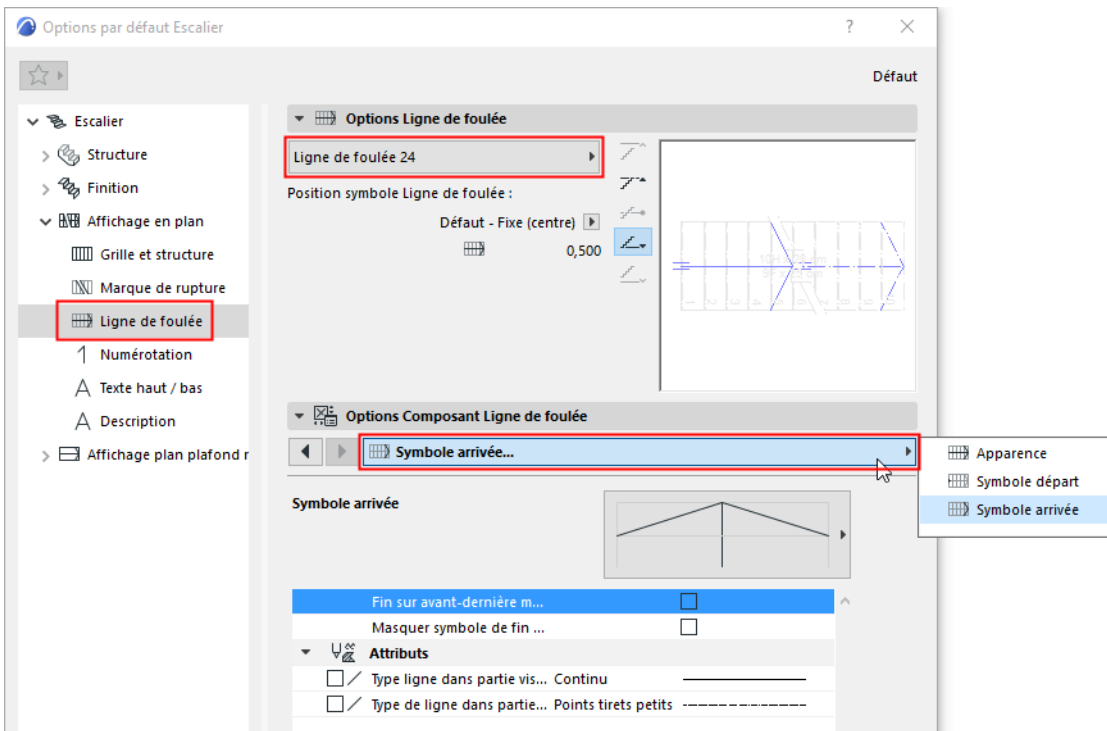 Options par défaut Escalier
?
Défaut
Escalier
Structure
Finition
Affichage en plan
Grille et structure
Marque de rupture
Ligne de foulée
Numérotation
Texte haut / bas
Description
Affichage plan plafond r
Options Ligne de foulée
Ligne de foulée 24
Position symbole Ligne de foulée :
Défaut - Fixe (centre)
0,500
Options Composant Ligne de foulée
Symbole arrivée...
Apparence
Symbole départ
Symbole arrivée
Symbole arrivée
Fin sur avant-dernière m...
Masquer symbole de fin ...
Attributs
Type ligne dans partie vis... Continu
Type de ligne dans partie... Points tirets petits